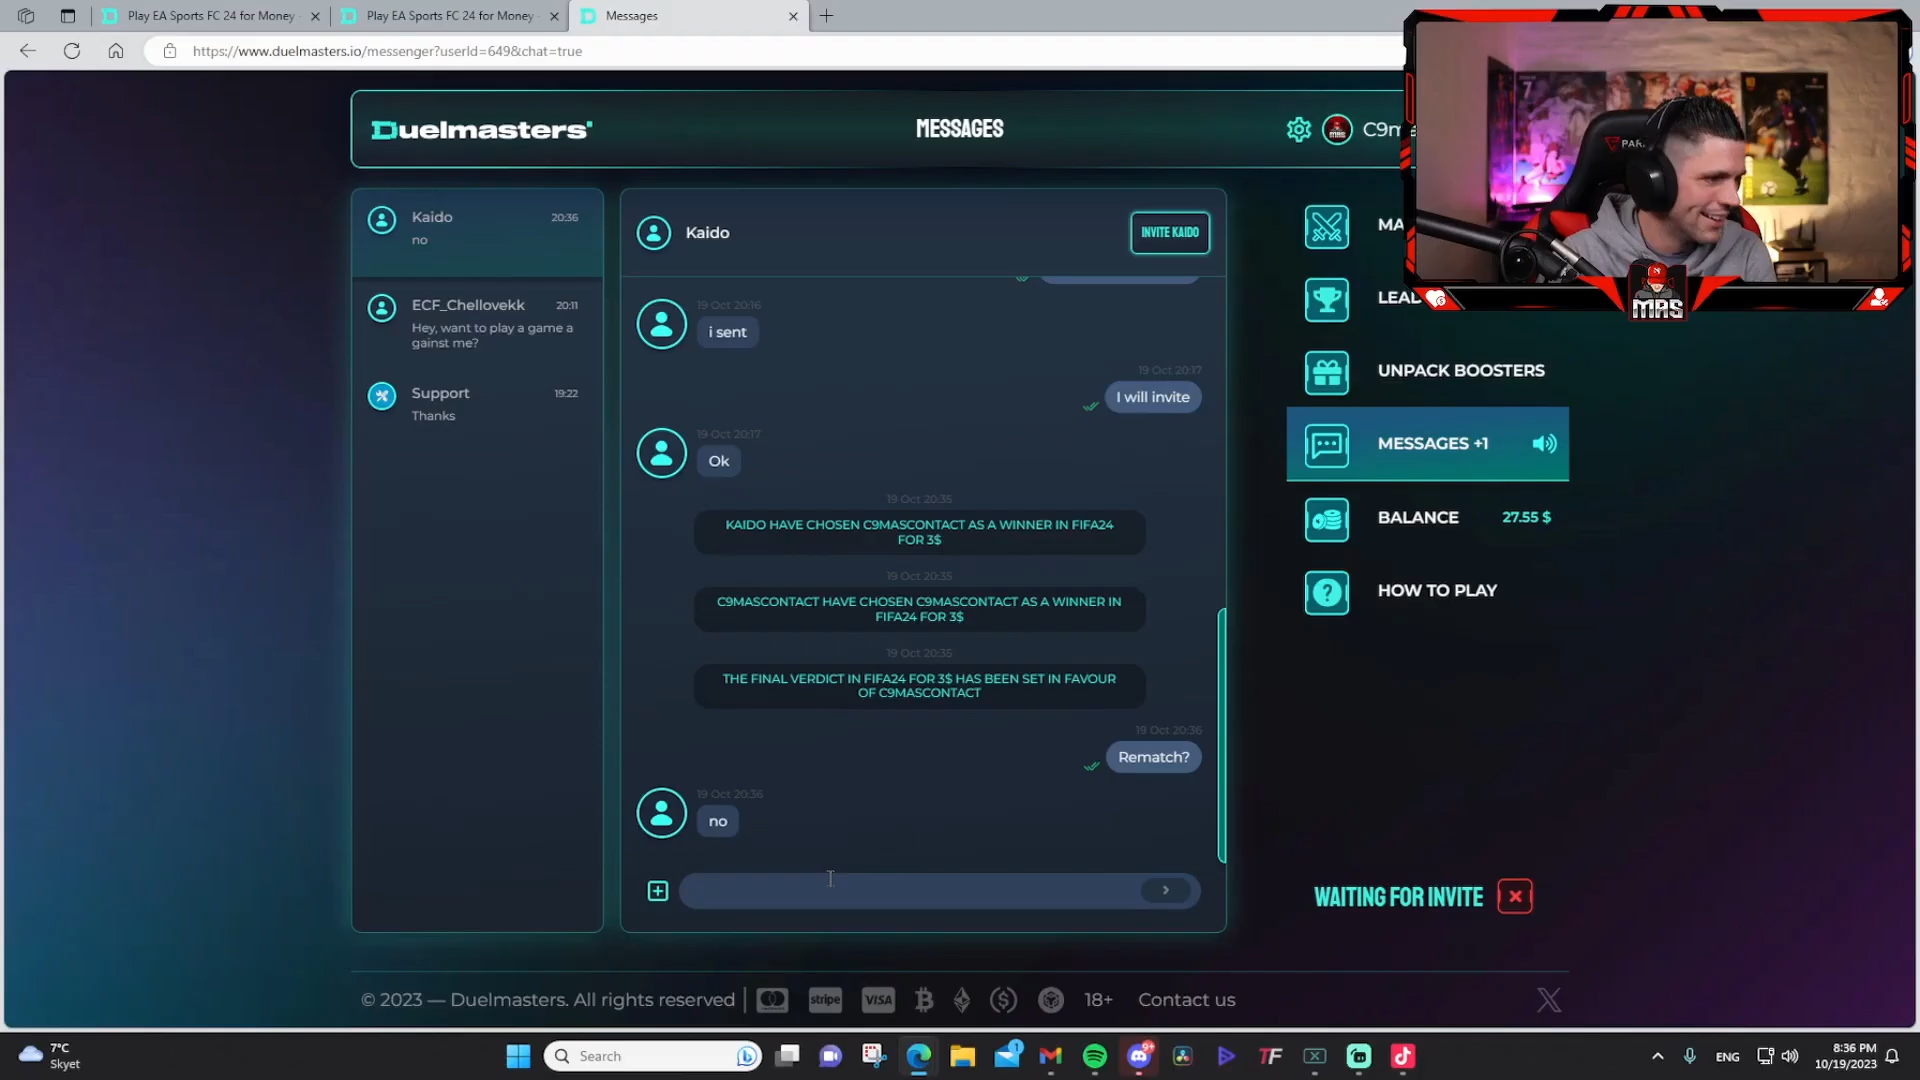 Play EA Sports FC 24 for Money
Play EA Sports FC 24 for Money
Messages
https://www.duelmasters.io/messenger?userId=649&chat=true
Duelmasters
MESSAGES
C9m
Kaido
20:36
no
ECF_Chellovekk
20:11
Hey, want to play a game a
gainst me?
Support
19:22
Thanks
Kaido
INVITE KAIDO
19 Oct 20:16
i sent
19 Oct 20:17
I will invite
19 Oct 20:17
Ok
19 Oct 20:35
KAIDO HAVE CHOSEN C9MASCONTACT AS A WINNER IN FIFA24
FOR 3$
19 Oct 20:35
C9MASCONTACT HAVE CHOSEN C9MASCONTACT AS A WINNER IN
FIFA24 FOR 3$
19 Oct 20:35
THE FINAL VERDICT IN FIFA24 FOR 3$ HAS BEEN SET IN FAVOUR
OF C9MASCONTACT
19 Oct 20:36
Rematch?
19 Oct 20:36
no
MA
LEAD
UNPACK BOOSTERS
MESSAGES +1
BALANCE
27.55 $
HOW TO PLAY
WAITING FOR INVITE
MAS
© 2023 — Duelmasters. All rights reserved
stripe
VISA
18+
Contact us
7°C
Skyet
Search
TF
ENG
8:36 PM
10/19/2023